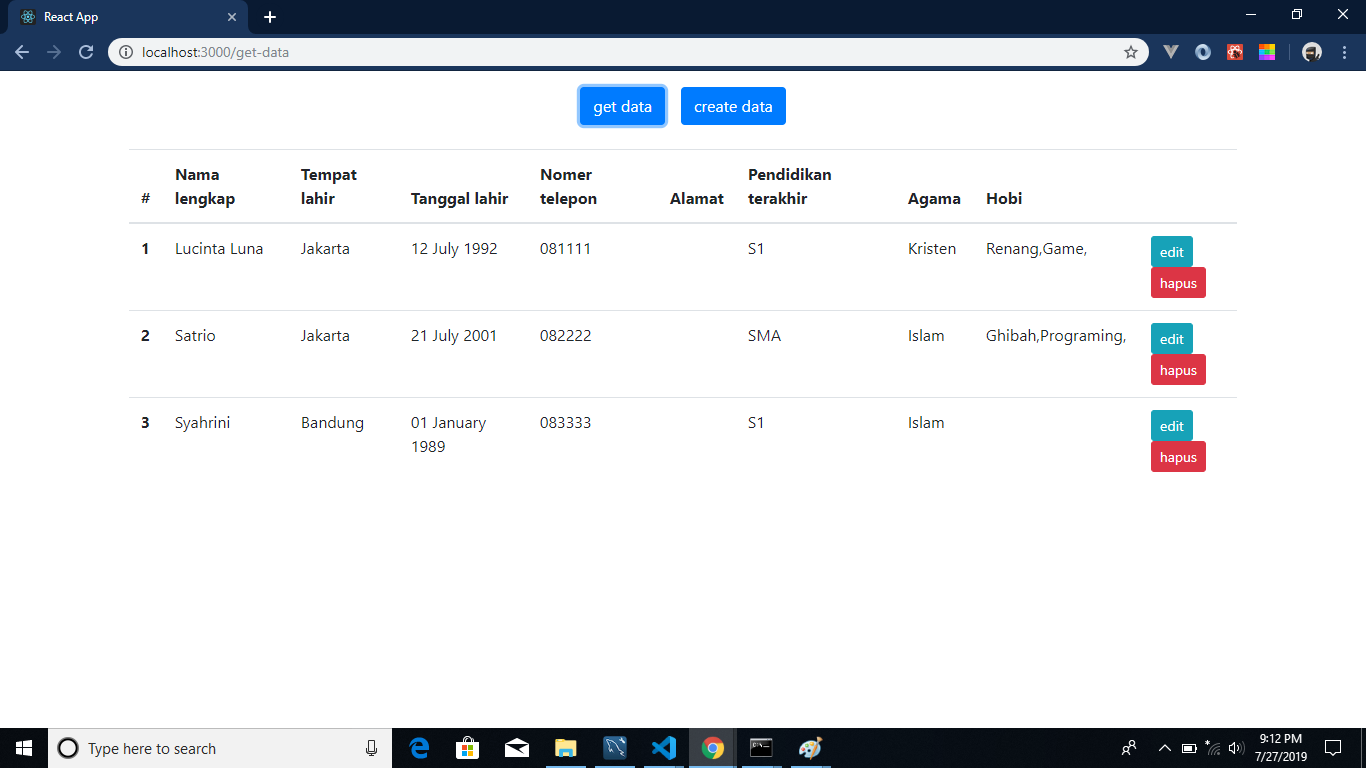 React App
localhost:3000/get-data
get data create data
# Nama lengkap Tempat lahir Tanggal lahir Nomer telepon Alamat Pendidikan terakhir Agama Hobi
1 Lucinta Luna Jakarta 12 July 1992 081111 S1 Kristen Renang,Game, edit
hapus
2 Satrio Jakarta 21 July 2001 082222 SMA Islam Ghibah,Programing, edit
hapus
3 Syahrini Bandung 01 January 1989 083333 S1 Islam edit
hapus
Type here to search
9:12 PM
7/27/2019